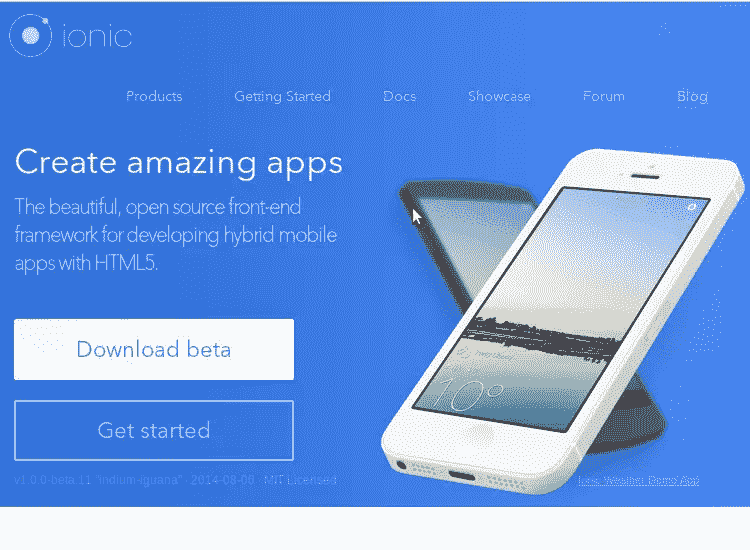 ionic
Products Getting Started Docs Showcase Forum Blog
Create amazing apps
The beautiful, open source front-end
framework for developing hybrid mobile
apps with HTML5.
Download beta
Get started
10°
v1.0.0-beta.11 "indium-iguana" - 2014-08-06 - MIT Licensed
Ionic Weather Demo App